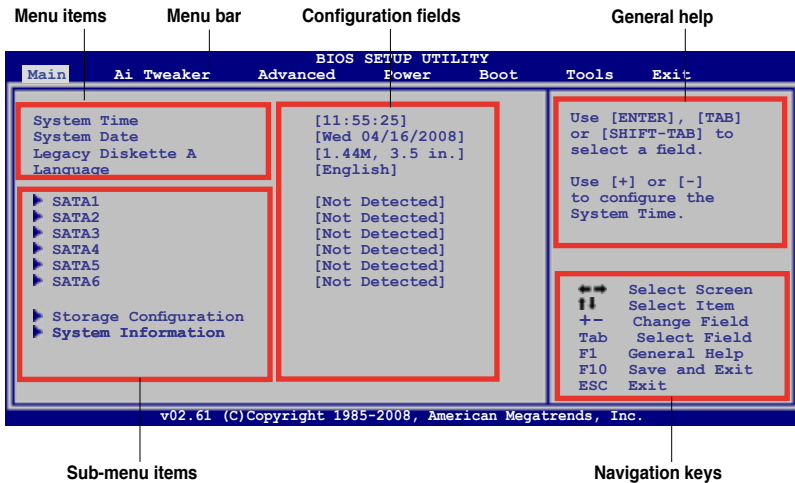 Menu items Menu bar Configuration fields General help
BIOS SETUP UTILITY
Main Ai Tweaker Advanced Power Boot Tools Exit
System Time [11:55:25]
System Date [Wed 04/16/2008]
Legacy Diskette A [1.44M, 3.5 in.]
Language [English]
SATA1 [Not Detected]
SATA2 [Not Detected]
SATA3 [Not Detected]
SATA4 [Not Detected]
SATA5 [Not Detected]
SATA6 [Not Detected]
Storage Configuration
System Information
Use [ENTER], [TAB]
or [SHIFT-TAB] to
select a field.
Use [+] or [-]
to configure the
System Time.
Select Screen
Select Item
+- Change Field
Tab Select Field
F1 General Help
F10 Save and Exit
ESC Exit
v02.61 (C)Copyright 1985-2008, American Megatrends, Inc.
Sub-menu items Navigation keys